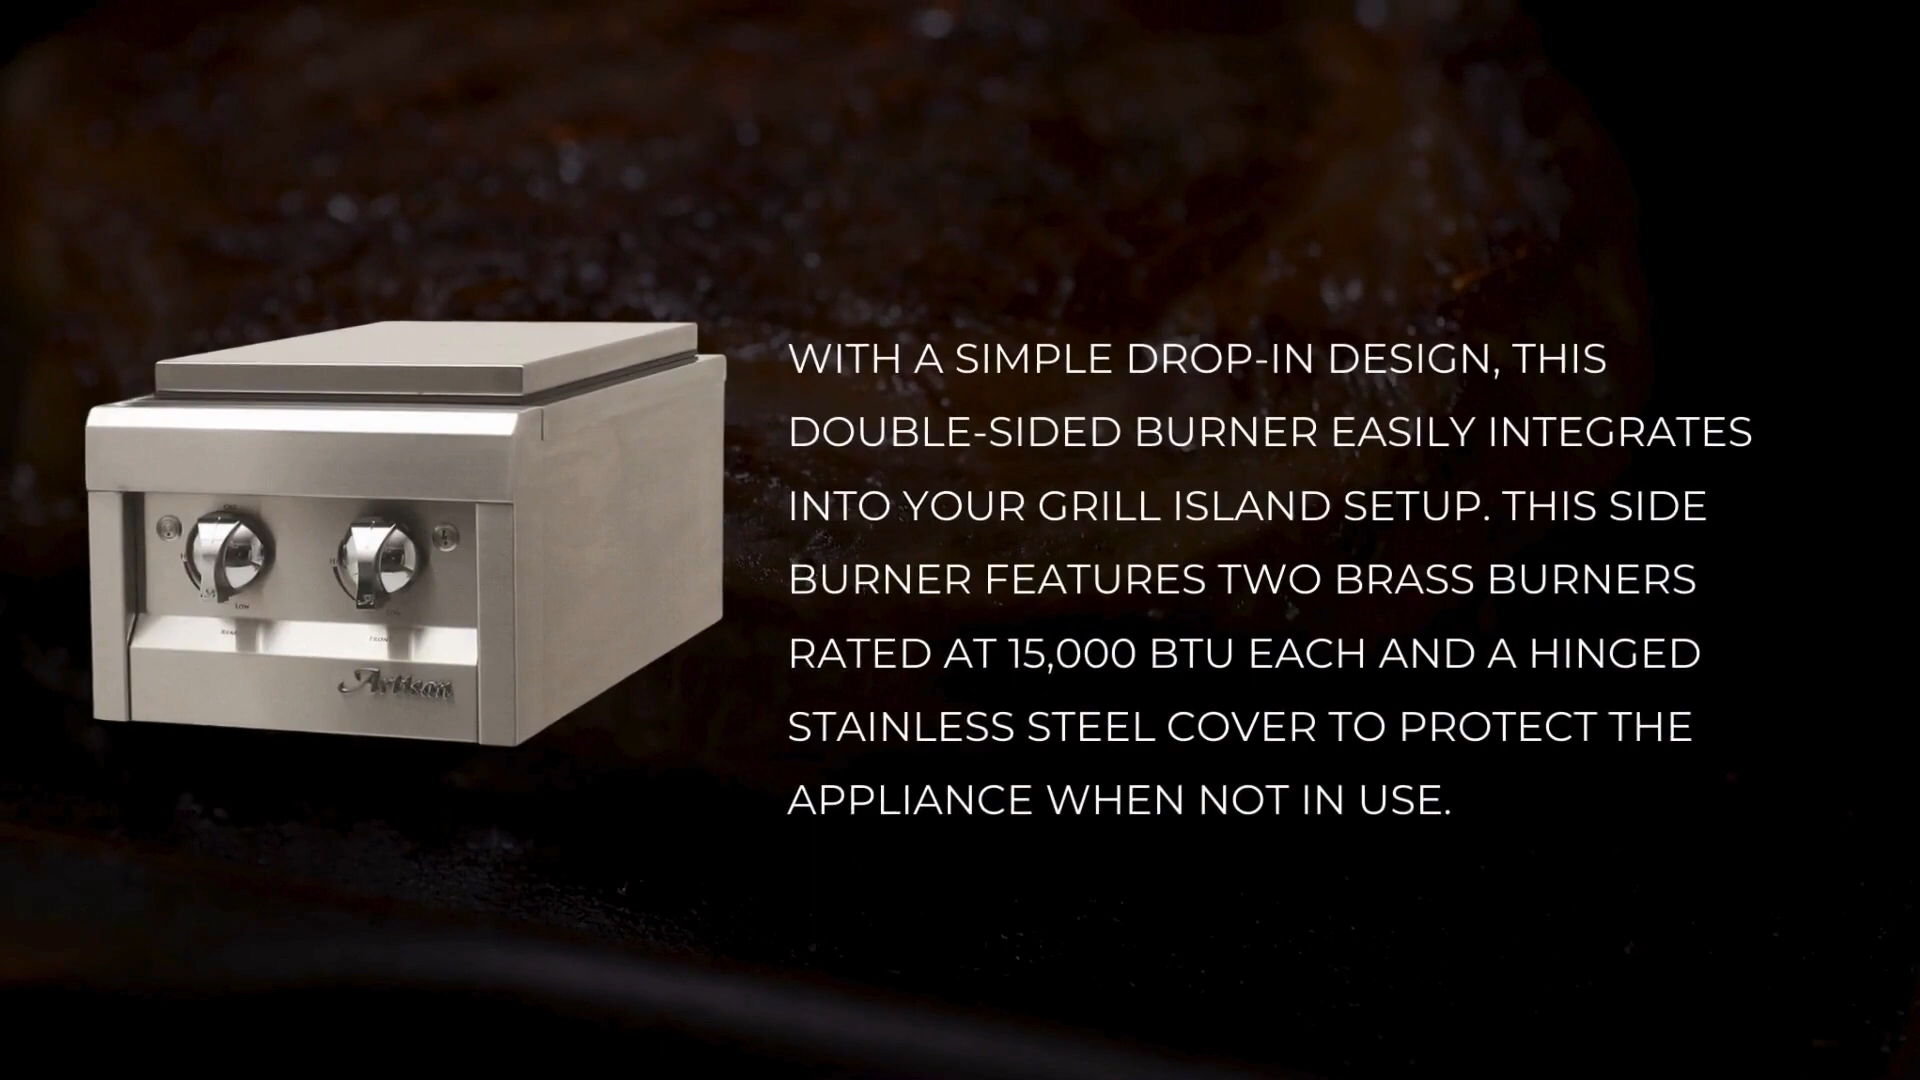 WITH A SIMPLE DROP-IN DESIGN, THIS
DOUBLE-SIDED BURNER EASILY INTEGRATES
INTO YOUR GRILL ISLAND SETUP. THIS SIDE
BURNER FEATURES TWO BRASS BURNERS
RATED AT 15,000 BTU EACH AND A HINGED
STAINLESS STEEL COVER TO PROTECT THE
APPLIANCE WHEN NOT IN USE.
LOW
FRONT
Artisan